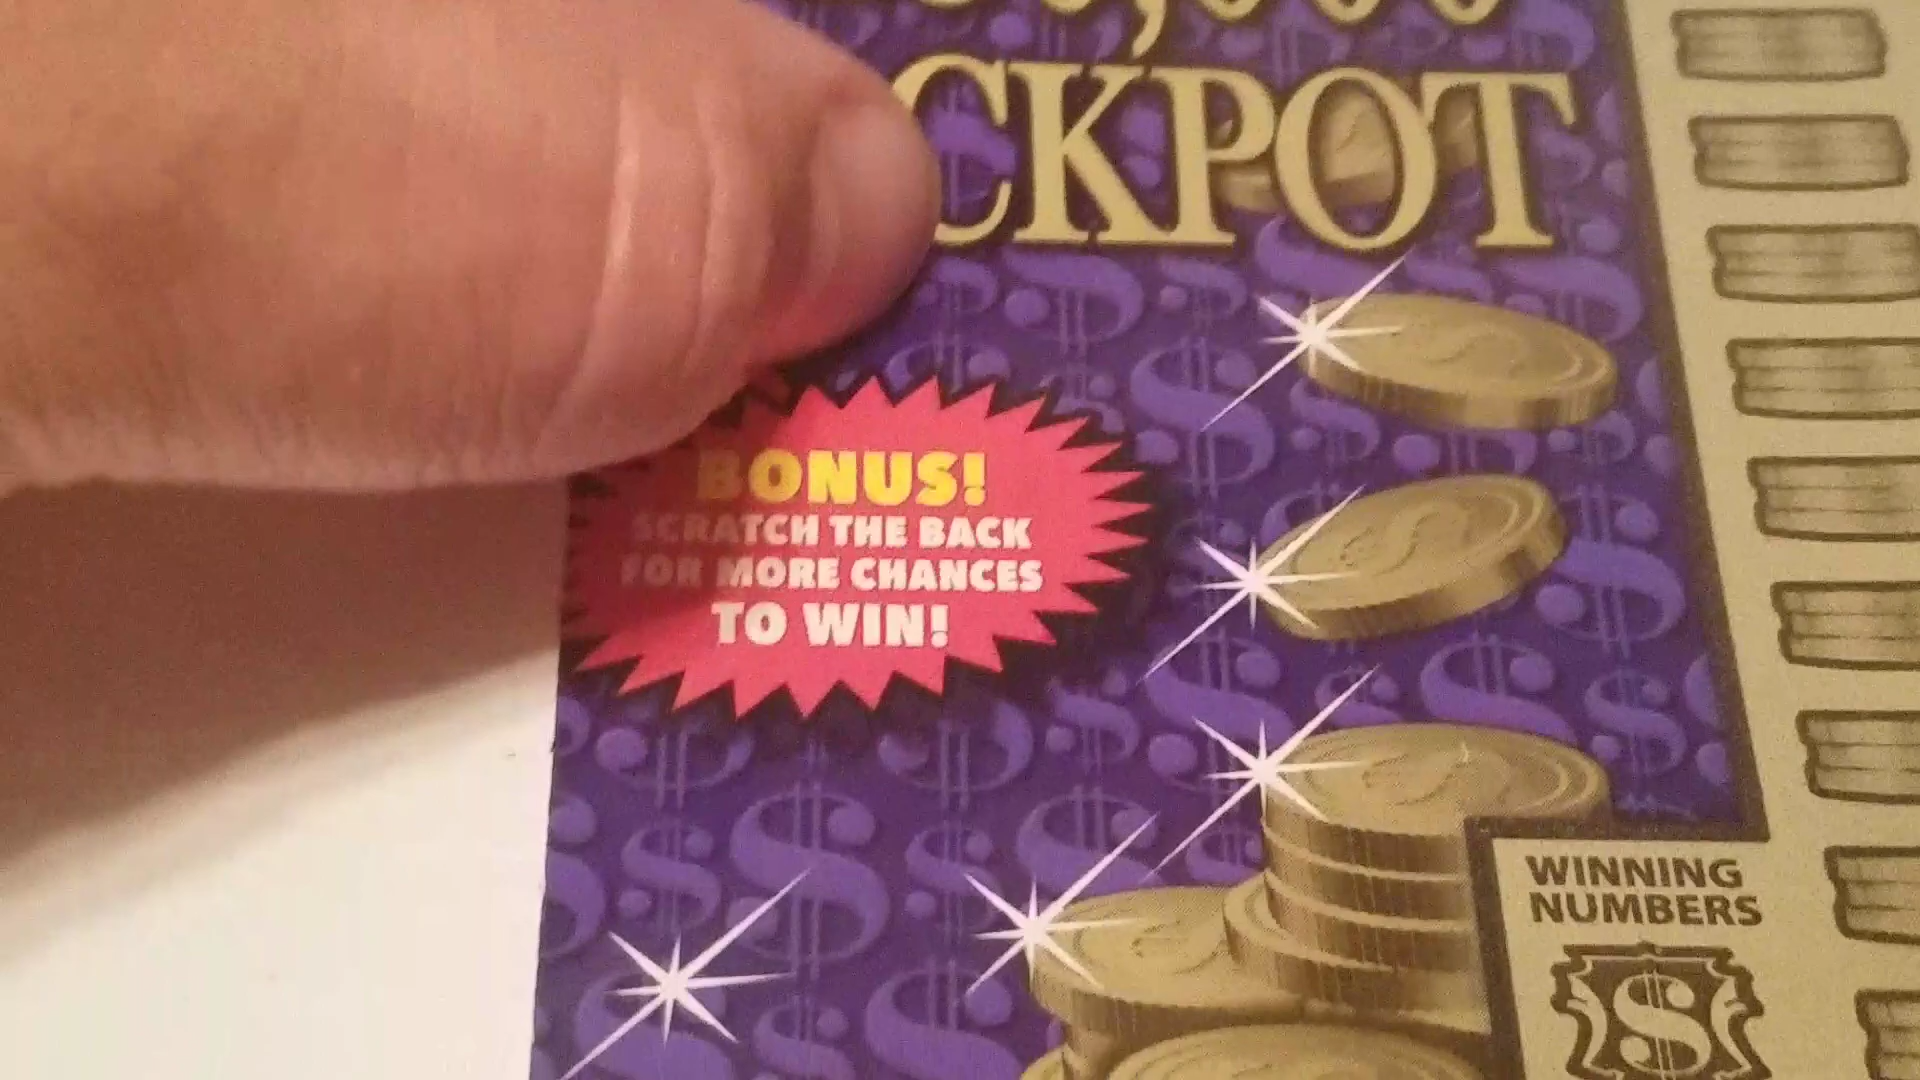 CKPOT
BONUS!
SCRATCH THE BACK
FOR MORE CHANCES
TO WIN!
WINNING
NUMBERS
$